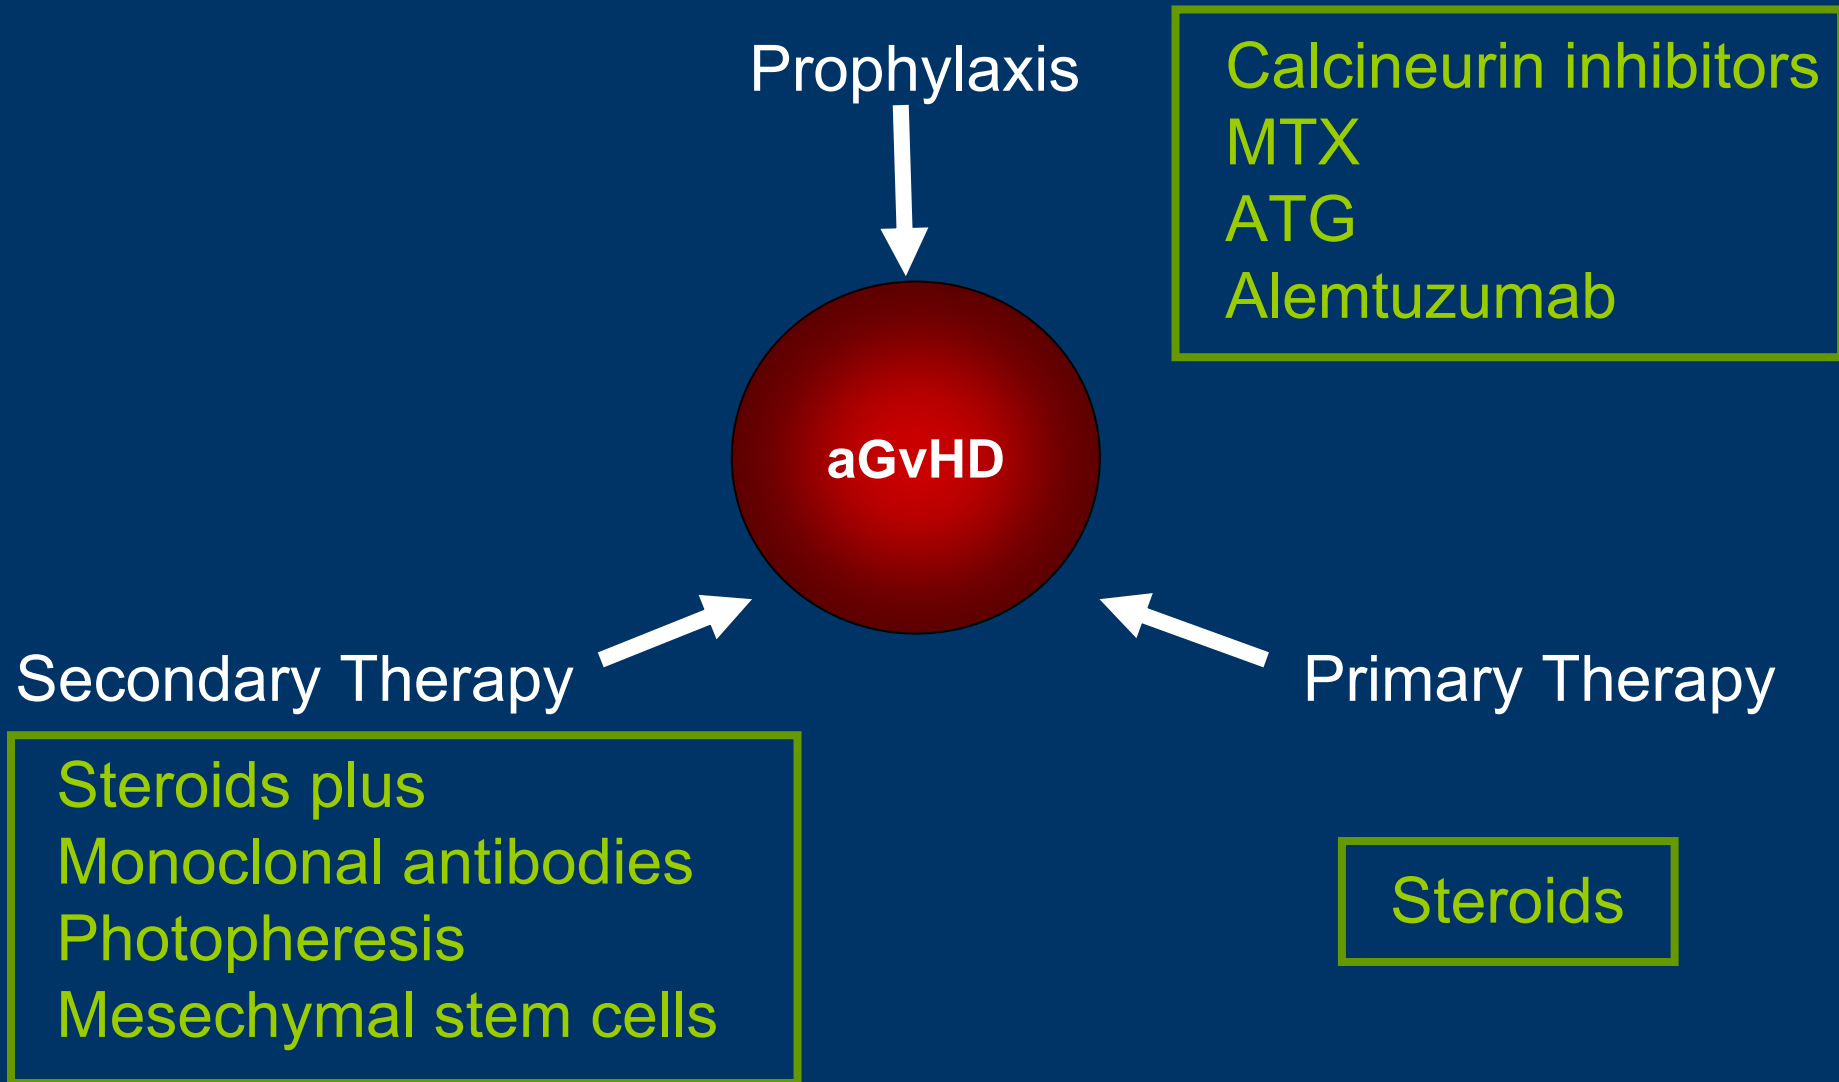 Prophylaxis
Calcineurin inhibitors
MTX
ATG
Alemtuzumab
aGvHD
Secondary Therapy
Primary Therapy
Steroids plus
Monoclonal antibodies
Photopheresis
Mesechymal stem cells
Steroids